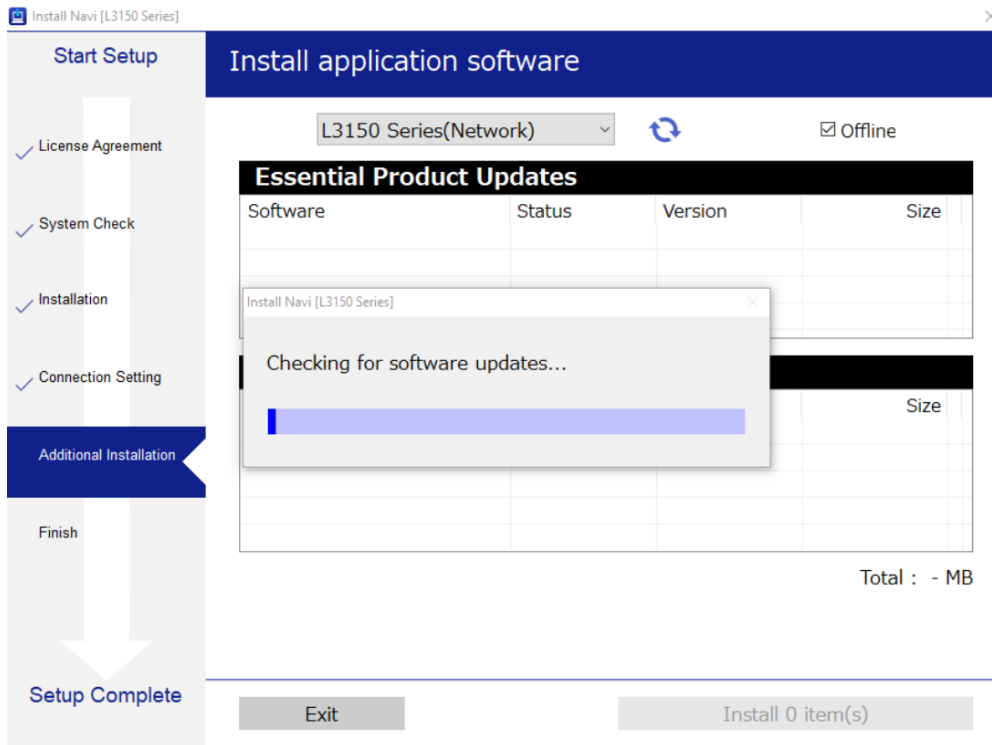 Install Navi [L3150 Series]
Start Setup
License Agreement
System Check
Installation
Connection Setting
Additional Installation
Finish
Setup Complete
Install application software
L3150 Series(Network)
Offline
Essential Product Updates
Software Status Version Size
Install Navi [L3150 Series]
Checking for software updates...
Size
Total : - MB
Exit
Install 0 item(s)